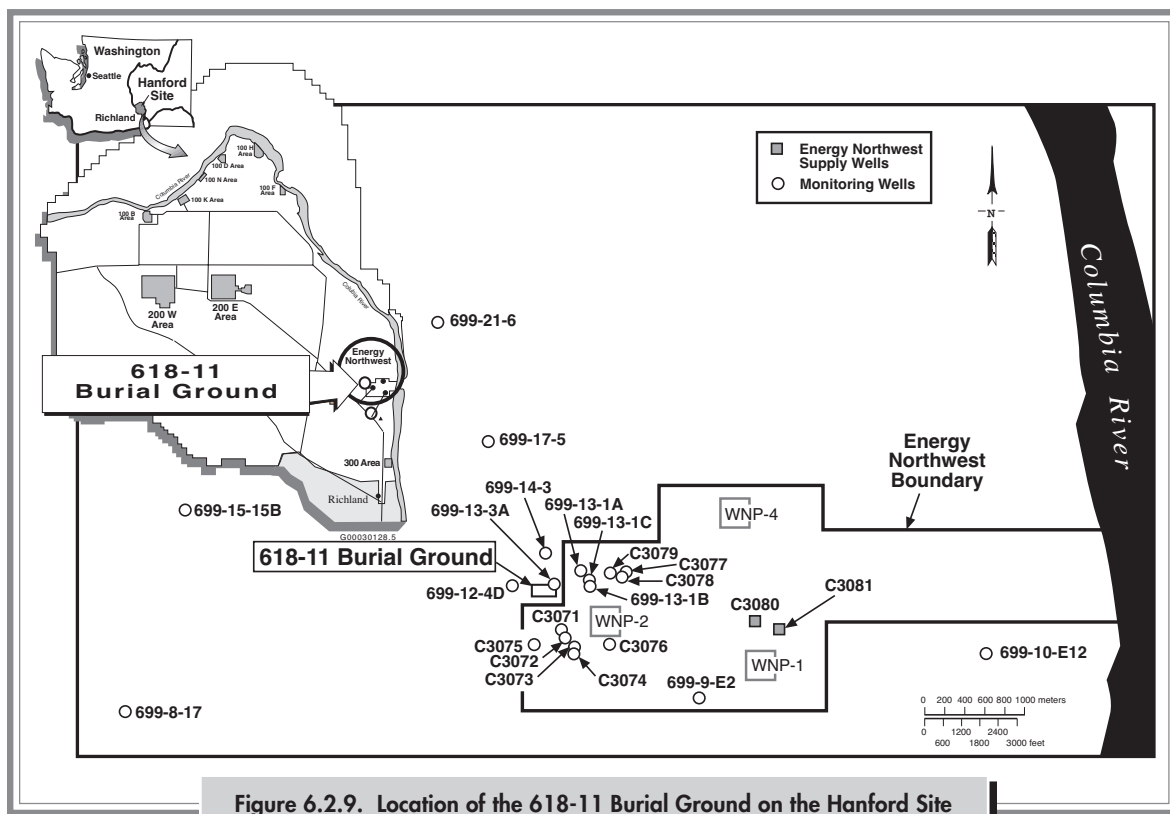 Washington
Seattle
Hanford
Site
Richland
100 H
Area
100 D Area
100 N Area
Columbia River
100 F
Area
100 K Area
100 B
Area
200 W
Area
200 E
Area
Columbia River
Energy
Northwest
618-11
Burial Ground
300 Area
Richland
G00030128.5
Energy Northwest
Supply Wells
Monitoring Wells
N
Columbia River
699-21-6
699-17-5
Energy
Northwest
Boundary
699-15-15B
699-14-3
699-13-1A
699-13-3A
699-13-1C
WNP-4
618-11 Burial Ground
C3079
C3077
C3078
699-12-4D
699-13-1B
C3081
C3080
C3071
WNP-2
C3075
C3076
C3072
C3073
C3074
WNP-1
699-10-E12
699-9-E2
699-8-17
0 200 400 600 800 1000 meters
0 1200 2400
600 1800 3000 feet
Figure 6.2.9. Location of the 618-11 Burial Ground on the Hanford Site